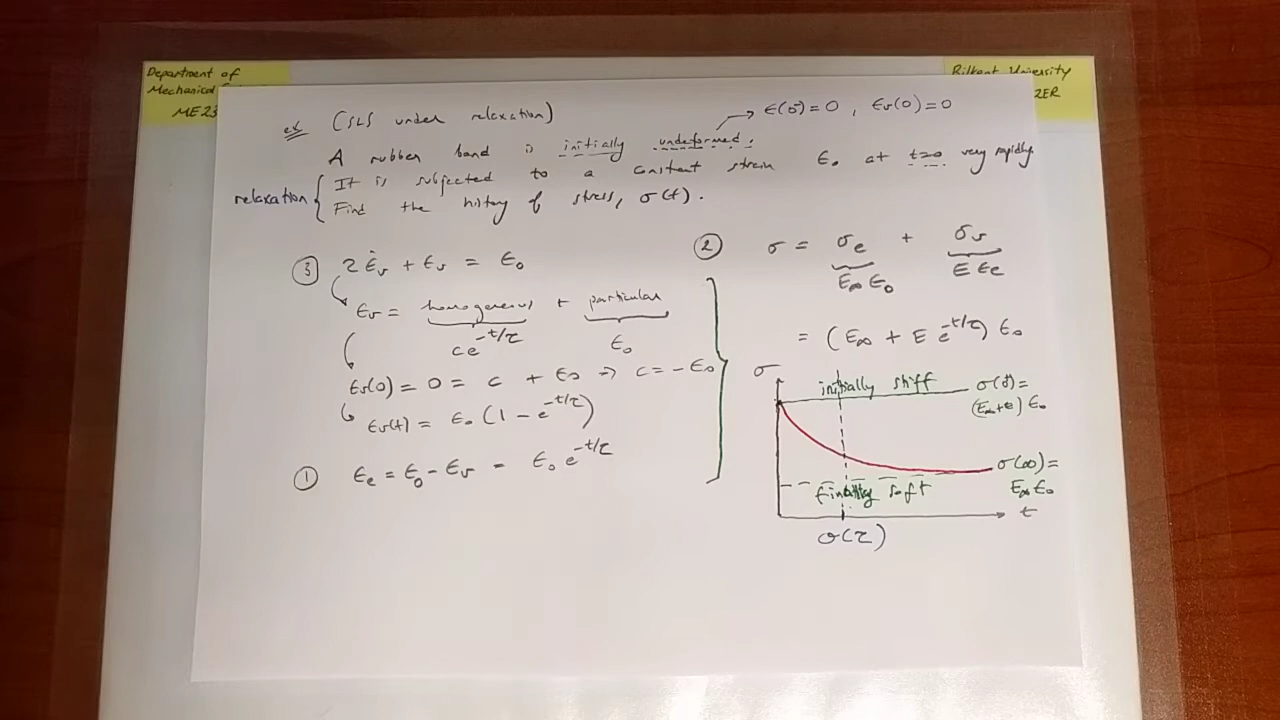 Department of
Mechanical
ME23
Bilkent University
ZER
ex (SLS under relaxation)
→ ϵ(0⁻)=0 , ϵv(0)=0
A rubber band is initially undeformed.
It is subjected to a constant strain ϵ₀ at t=0 very rapidly
relaxation { Find the history of stress, σ(t).
③ τϵ̇v + ϵv = ϵ₀
ϵv = homogeneous + particular
ce^-t/τ ϵ₀
ϵv(0) = 0 = c + ϵ₀ ⇒ c = -ϵ₀
ϵv(t) = ϵ₀ (1 - e^-t/τ)
① ϵe = ϵ₀ - ϵv = ϵ₀ e^-t/τ
② σ = σe + σv
E∞ ϵ₀ E ϵe
= (E∞ + E e^-t/τ) ϵ₀
σ
initially stiff
σ(0⁺) =
(E∞+E) ϵ₀
σ(∞) =
E∞ ϵ₀
finally soft
t
σ(τ)